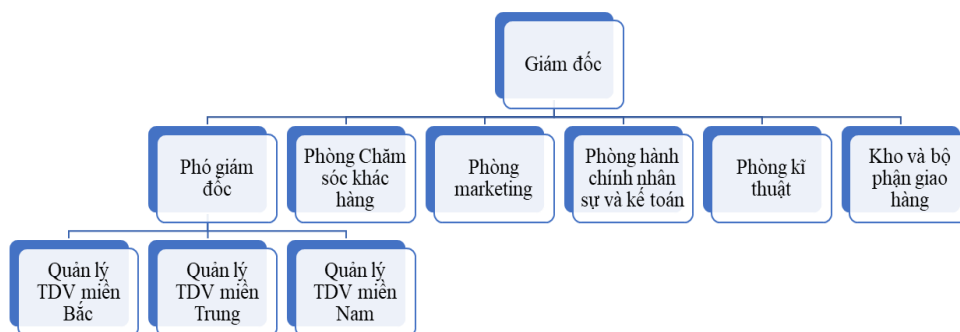 Giám đốc
Phó giám
đốc
Phòng Chăm
sóc khác
hàng
Phòng
marketing
Phòng hành
chính nhân
sự và kế toán
Phòng kĩ
thuật
Kho và bộ
phận giao
hàng
Quản lý
TDV miền
Bắc
Quản lý
TDV miền
Trung
Quản lý
TDV miền
Nam